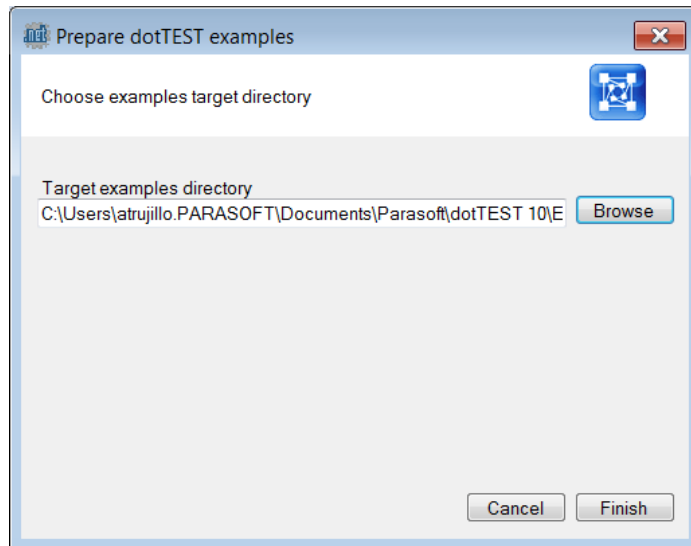 Prepare dotTEST examples
Choose examples target directory
Target examples directory
C:\Users\atrujillo.PARASOFT\Documents\Parasoft\dotTEST 10\E
Browse
Cancel
Finish